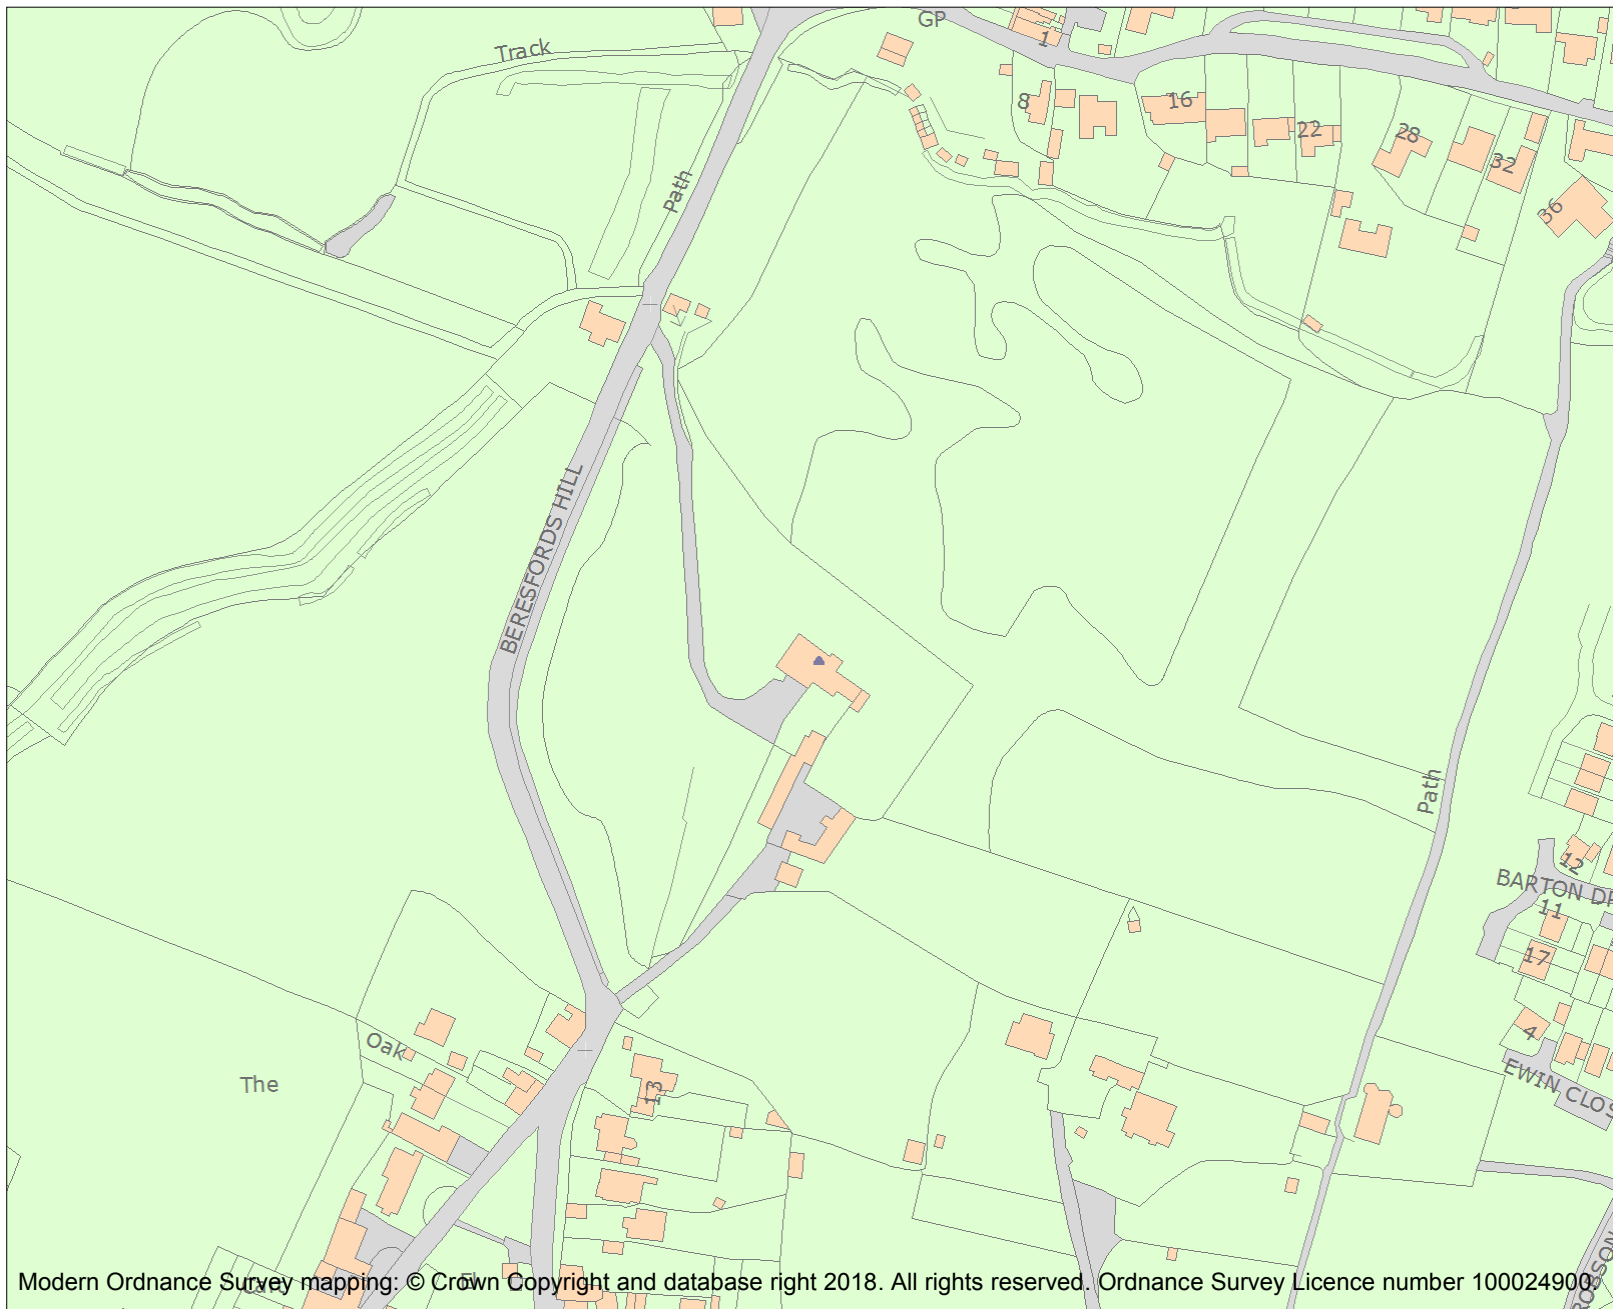 GP
Track
1
8
16
22
28
32
36
Path
BERESFORDS HILL
Path
12
BARTON DR
11
17
4
EWIN CLOS
Oak
The
13
Modern Ordnance Survey mapping: © Crown Copyright and database right 2018. All rights reserved. Ordnance Survey Licence number 100024900.